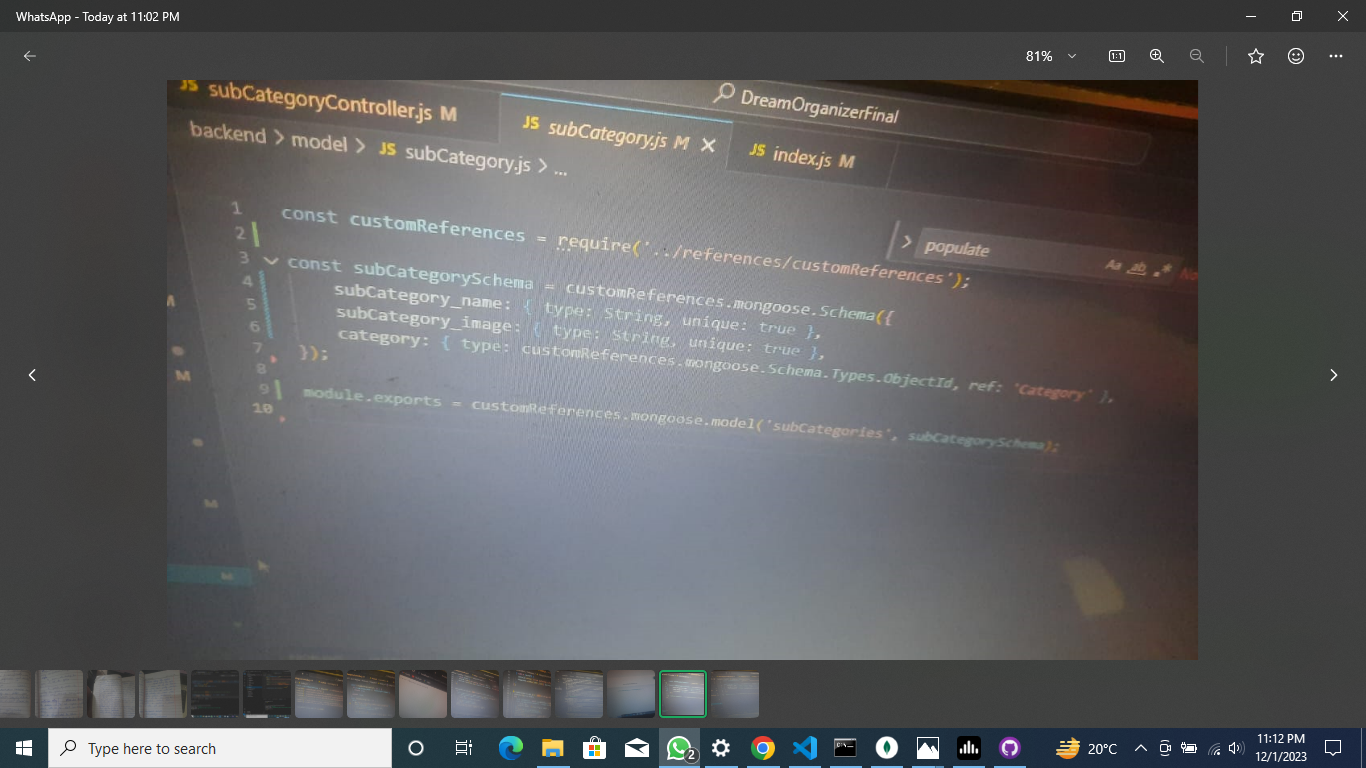 WhatsApp - Today at 11:02 PM
81%
JS subCategoryController.js M
DreamOrganizerFinal
JS subCategory.js M
JS index.js M
backend > model > JS subCategory.js > ...
populate
Aa ab .*
1 const customReferences = require('../references/customReferences');
2
3 const subCategorySchema = customReferences.mongoose.Schema({
4 subCategory_name: { type: String, unique: true },
5 subCategory_image: { type: String, unique: true },
6 category: { type: customReferences.mongoose.Schema.Types.ObjectId, ref: 'Category' },
7 });
8
9 module.exports = customReferences.mongoose.model('subCategories', subCategorySchema);
10
M
M
M
M
Type here to search
2
20°C
11:12 PM
12/1/2023